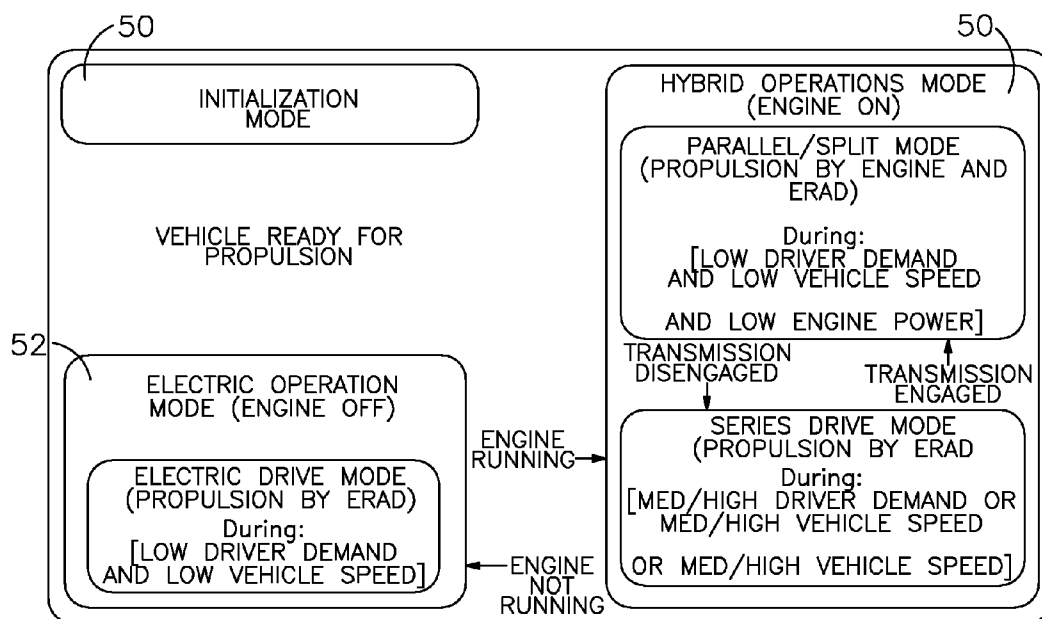 50
INITIALIZATION
MODE
VEHICLE READY FOR
PROPULSION
52
ELECTRIC OPERATION
MODE (ENGINE OFF)
ELECTRIC DRIVE MODE
(PROPULSION BY ERAD)
During:
[LOW DRIVER DEMAND
AND LOW VEHICLE SPEED]
ENGINE
RUNNING
ENGINE
NOT
RUNNING
50
HYBRID OPERATIONS MODE
(ENGINE ON)
PARALLEL/SPLIT MODE
(PROPULSION BY ENGINE AND
ERAD)
During:
[LOW DRIVER DEMAND
AND LOW VEHICLE SPEED
AND LOW ENGINE POWER]
TRANSMISSION
DISENGAGED
TRANSMISSION
ENGAGED
SERIES DRIVE MODE
(PROPULSION BY ERAD
During:
[MED/HIGH DRIVER DEMAND OR
MED/HIGH VEHICLE SPEED
OR MED/HIGH VEHICLE SPEED]